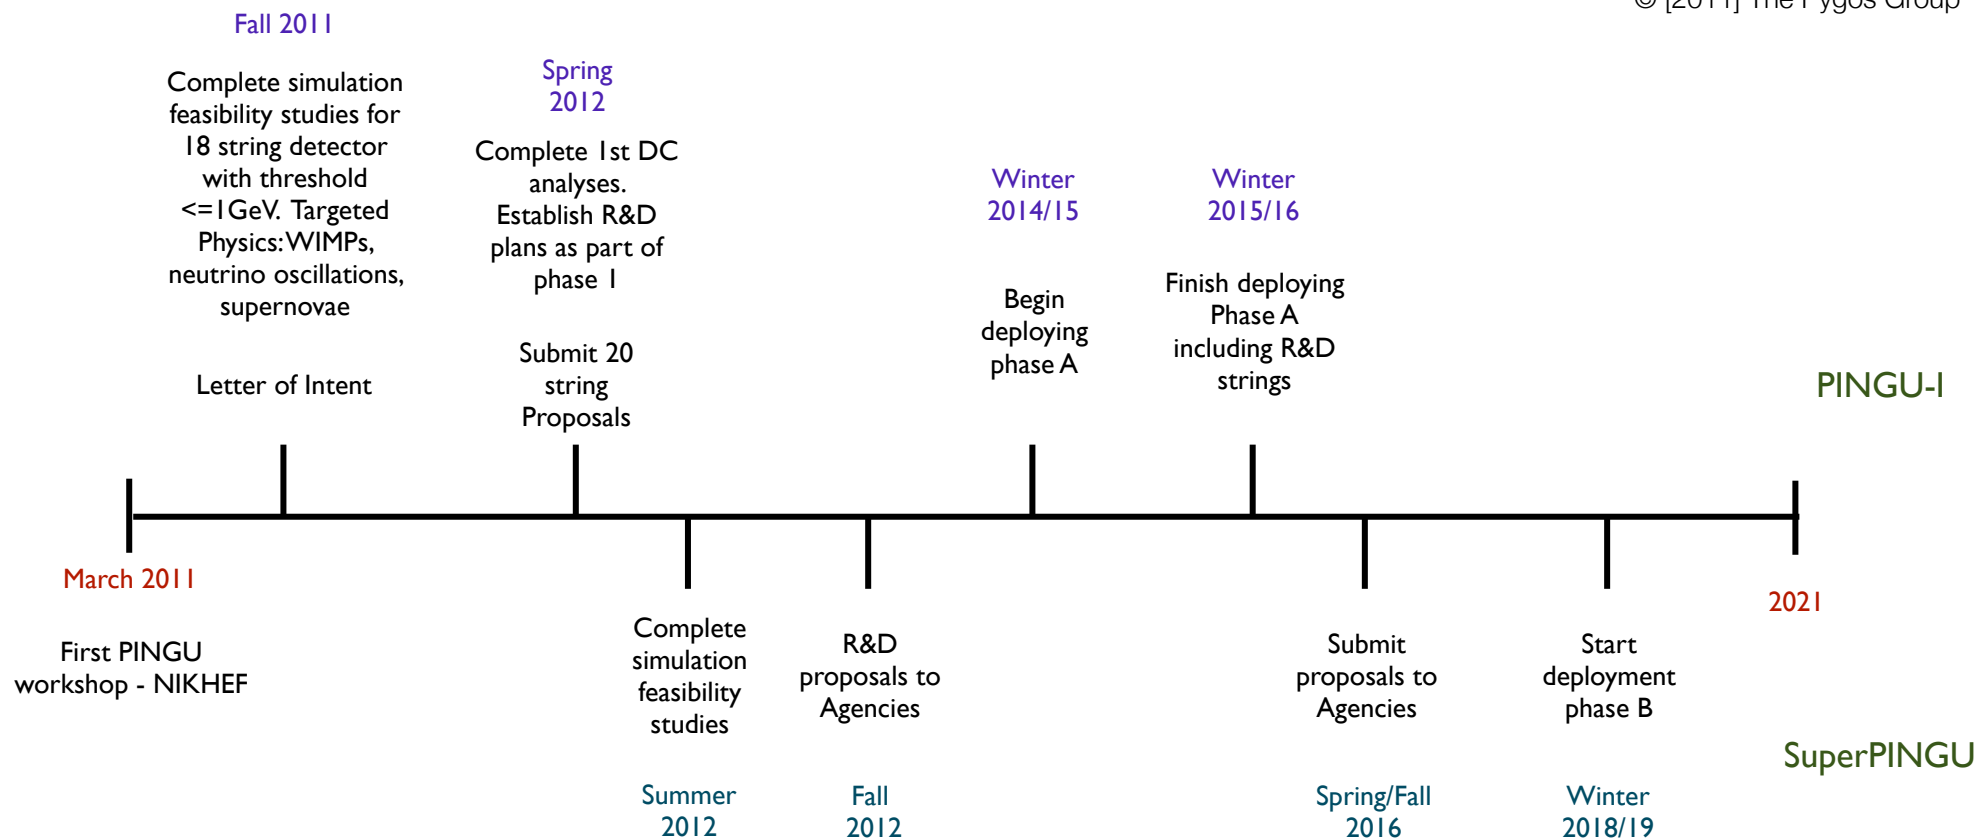 © [2011] The Pygos Group
Fall 2011
Complete simulation
feasibility studies for
18 string detector
with threshold
<=1GeV. Targeted
Physics: WIMPs,
neutrino oscillations,
supernovae
Letter of Intent
Spring
2012
Complete 1st DC
analyses.
Establish R&D
plans as part of
phase 1
Submit 20
string
Proposals
Winter
2014/15
Begin
deploying
phase A
Winter
2015/16
Finish deploying
Phase A
including R&D
strings
PINGU-I
March 2011
First PINGU
workshop - NIKHEF
Complete
simulation
feasibility
studies
Summer
2012
R&D
proposals to
Agencies
Fall
2012
Submit
proposals to
Agencies
Spring/Fall
2016
Start
deployment
phase B
Winter
2018/19
2021
SuperPINGU